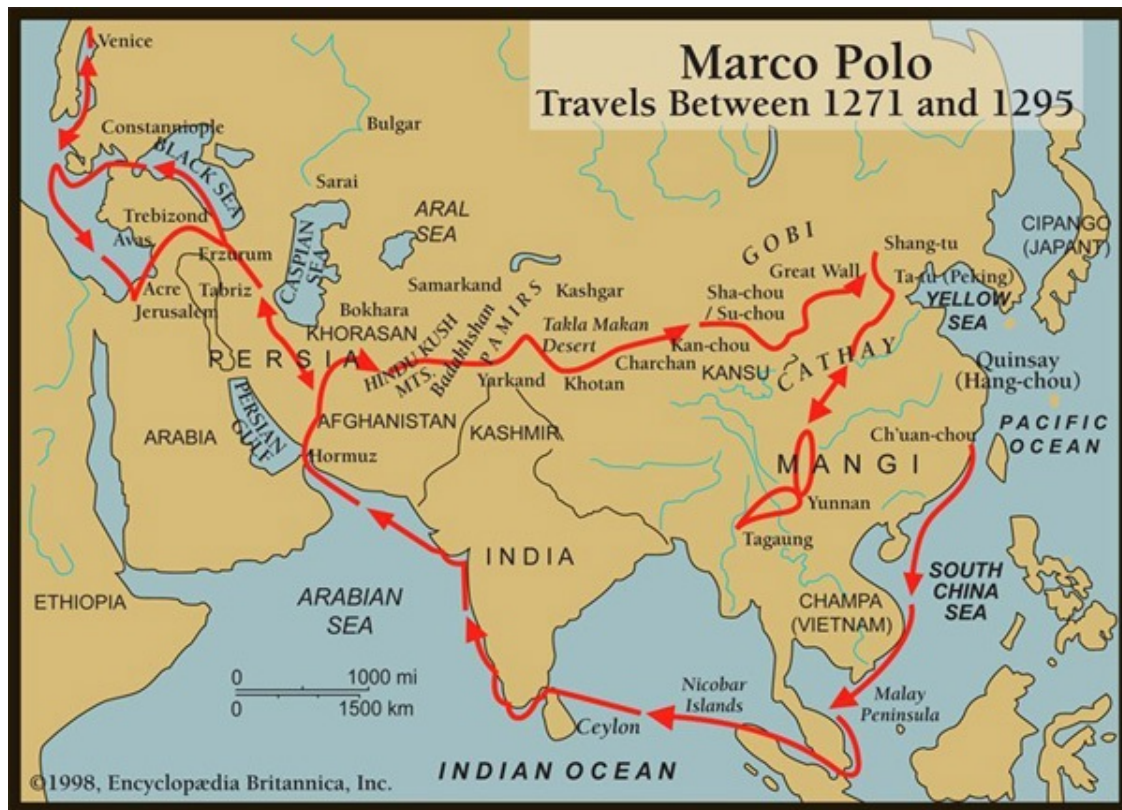 Marco Polo
Travels Between 1271 and 1295
Venice
Constanniople
BLACK SEA
Bulgar
Sarai
ARAL
SEA
CASPIAN
SEA
Trebizond
Avas
Erzurum
Acre
Tabriz
Jerusalem
Bokhara
Samarkand
KHORASAN
PERSIA
HINDU KUSH
MTS.
Badakhshan
PAMIRS
Kashgar
Takla Makan
Desert
Yarkand
Khotan
Charchan
GOBI
Great Wall
Shang-tu
Ta-tu (Peking)
YELLOW
SEA
CIPANGO
(JAPANT)
Sha-chou
/ Su-chou
Kan-chou
KANSU
CATHAY
Quinsay
(Hang-chou)
PACIFIC
OCEAN
PERSIAN
GULF
ARABIA
AFGHANISTAN
KASHMIR
Hormuz
Ch'uan-chou
MANGI
Yunnan
Tagaung
INDIA
ETHIOPIA
ARABIAN
SEA
CHAMPA
(VIETNAM)
SOUTH
CHINA
SEA
0 1000 mi
0 1500 km
Nicobar
Islands
Malay
Peninsula
Ceylon
INDIAN OCEAN
©1998, Encyclopædia Britannica, Inc.